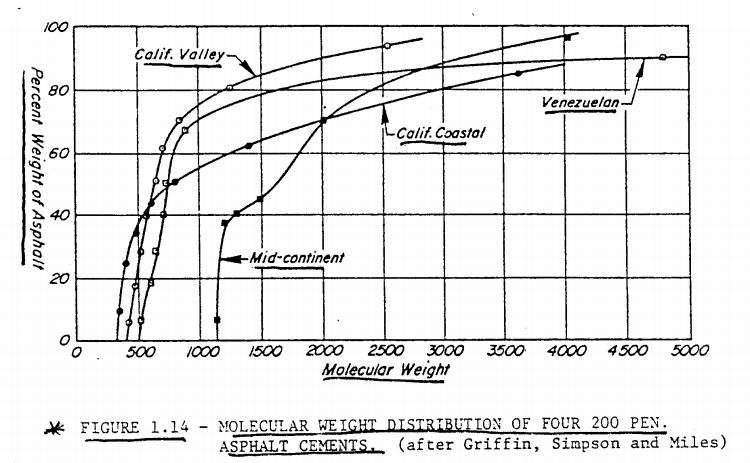 100
80
60
40
20
0
Percent Weight of Asphalt
Calif. Valley
Venezuelan
Calif. Coastal
Mid-continent
0 500 1000 1500 2000 2500 3000 3500 4000 4500 5000
Molecular Weight
FIGURE 1.14 - MOLECULAR WEIGHT DISTRIBUTION OF FOUR 200 PEN.
ASPHALT CEMENTS. (after Griffin, Simpson and Miles)